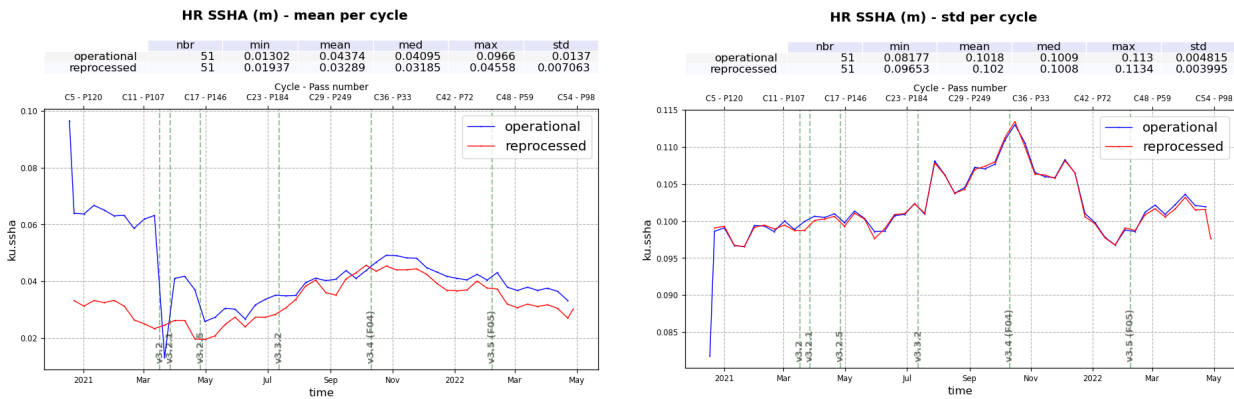 HR SSHA (m) - mean per cycle
nbr min mean med max std
operational 51 0.01302 0.04374 0.04095 0.0966 0.0137
reprocessed 51 0.01937 0.03289 0.03185 0.04558 0.007063
Cycle - Pass number
C5 - P120 C11 - P107 C17 - P146 C23 - P184 C29 - P249 C36 - P33 C42 - P72 C48 - P59 C54 - P98
0.10
0.08
0.06
0.04
0.02
ku.ssha
operational
reprocessed
v3.2 v3.2.1 v3.2.5 v3.3.2 v3.4 (F04) v3.5 (F05)
2021 Mar May Jul Sep Nov 2022 Mar May
time
HR SSHA (m) - std per cycle
nbr min mean med max std
operational 51 0.08177 0.1018 0.1009 0.113 0.004815
reprocessed 51 0.09653 0.102 0.1008 0.1134 0.003995
Cycle - Pass number
C5 - P120 C11 - P107 C17 - P146 C23 - P184 C29 - P249 C36 - P33 C42 - P72 C48 - P59 C54 - P98
0.115
0.110
0.105
0.100
0.095
0.090
0.085
ku.ssha
operational
reprocessed
v3.2 v3.2.1 v3.2.5 v3.3.2 v3.4 (F04) v3.5 (F05)
2021 Mar May Jul Sep Nov 2022 Mar May
time